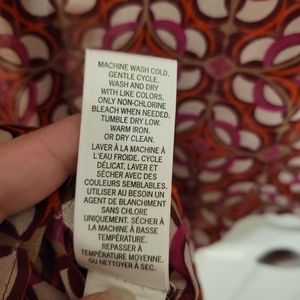 MACHINE WASH COLD.
GENTLE CYCLE.
WASH AND DRY
WITH LIKE COLORS,
ONLY NON-CHLORINE
BLEACH WHEN NEEDED.
TUMBLE DRY LOW.
WARM IRON.
OR DRY CLEAN.
LAVER À LA MACHINE À
L'EAU FROIDE. CYCLE
DÉLICAT. LAVER ET
SÉCHER AVEC DES
COULEURS SEMBLABLES.
UTILISER AU BESOIN UN
AGENT DE BLANCHIMENT
SANS CHLORE
UNIQUEMENT. SÉCHER À
LA MACHINE À BASSE
TEMPÉRATURE.
REPASSER À
TEMPÉRATURE MOYENNE.
OU NETTOYER À SEC.